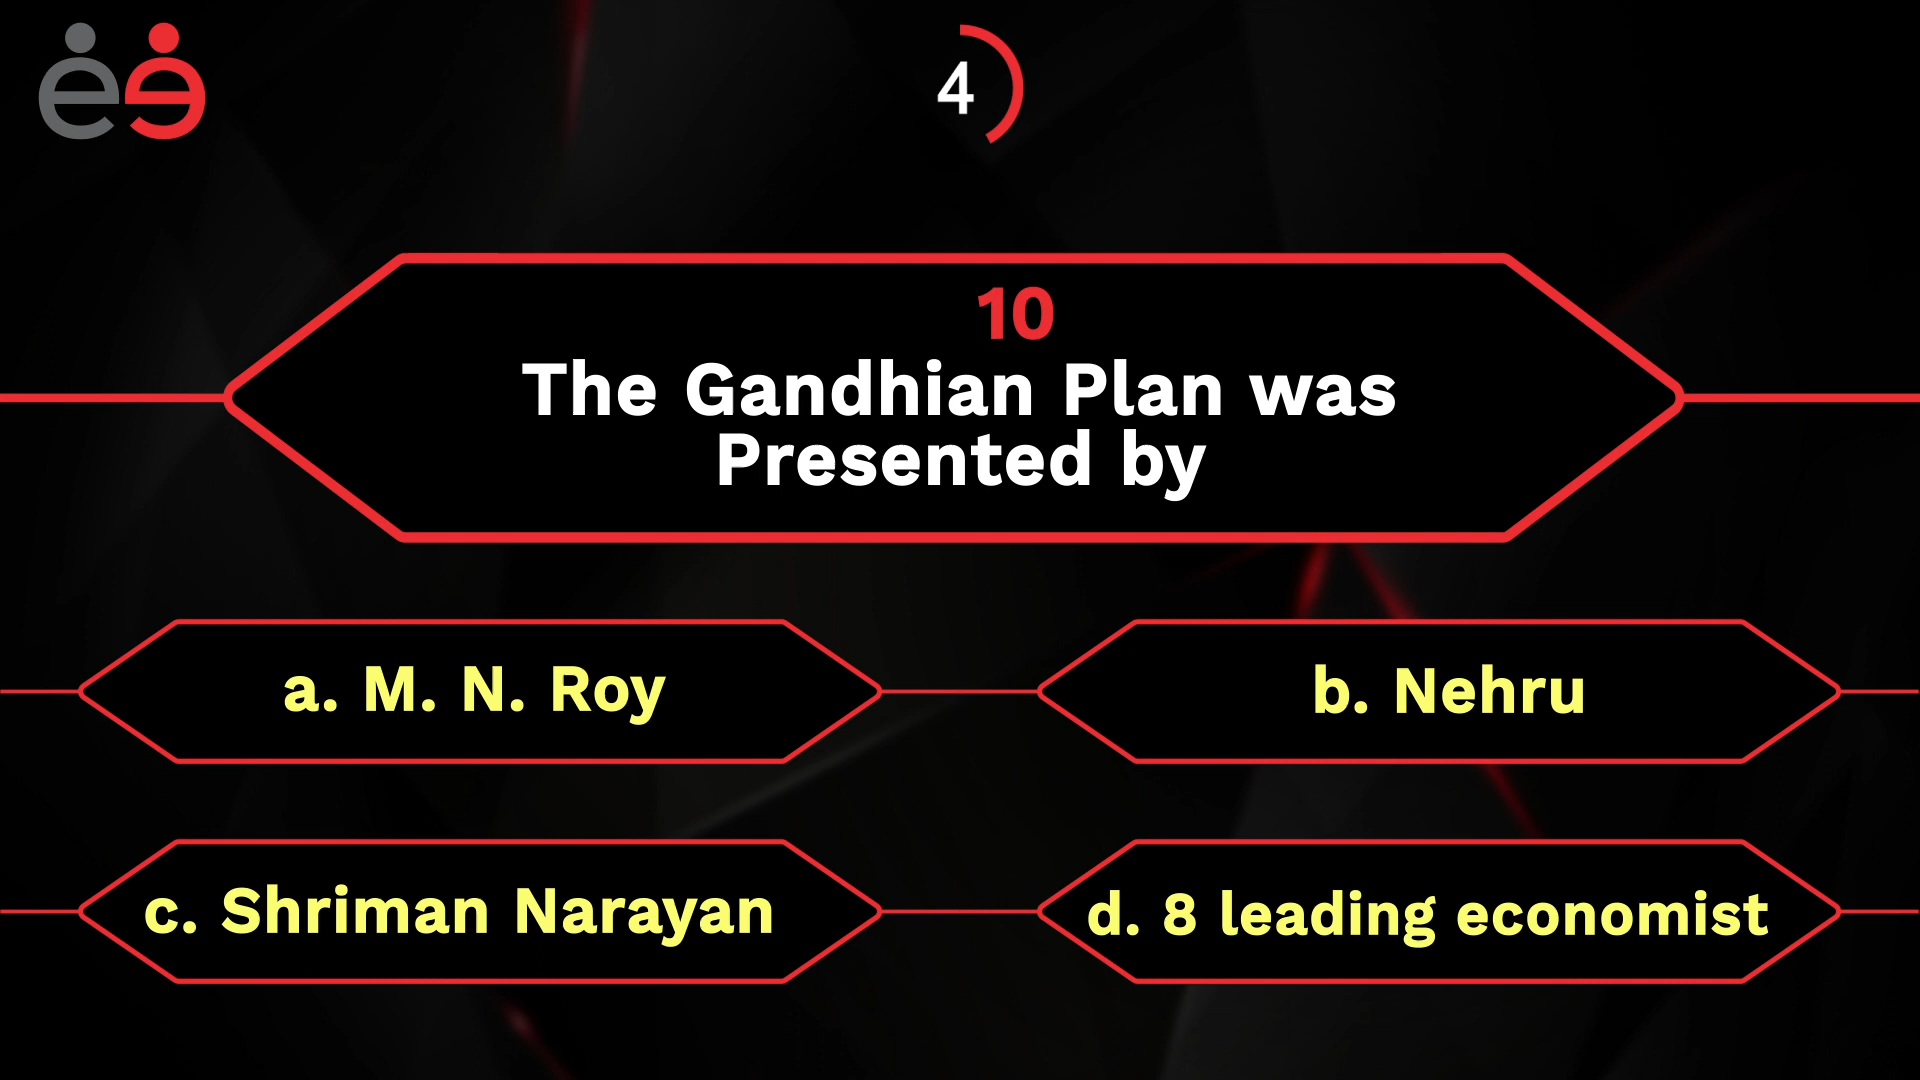 4
10
The Gandhian Plan was
Presented by
a. M. N. Roy
b. Nehru
c. Shriman Narayan
d. 8 leading economist